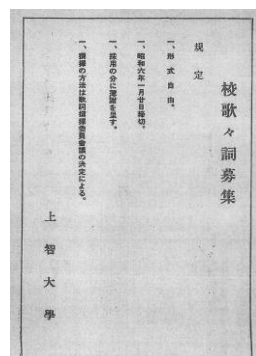 校歌々詞募集
規定
一、形式自由。
一、昭和六年一月廿日締切。
一、採用の分に薄謝を呈す。
一、選擇の方法は歌詞選擇委員會議の決定による。
上智大學